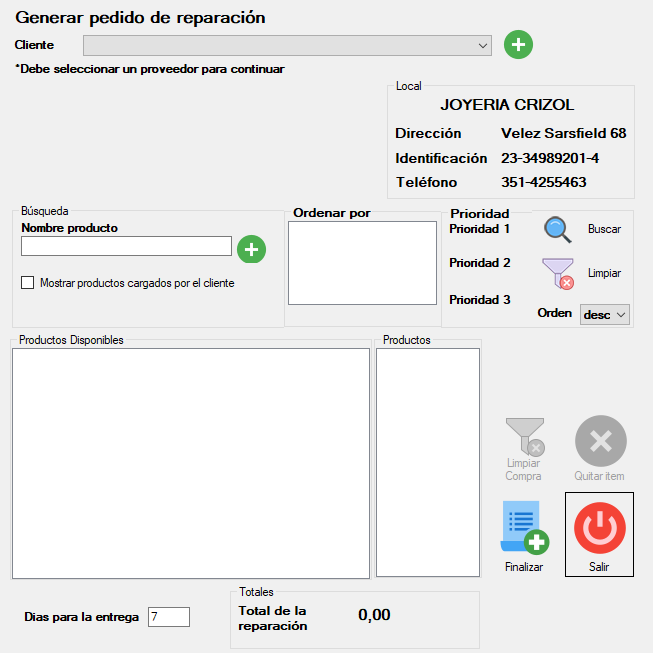 Generar pedido de reparación
Cliente
*Debe seleccionar un proveedor para continuar
Local
JOYERIA CRIZOL
Dirección Velez Sarsfield 68
Identificación 23-34989201-4
Teléfono 351-4255463
Búsqueda
Nombre producto
Mostrar productos cargados por el cliente
Ordenar por
Prioridad
Prioridad 1
Prioridad 2
Prioridad 3
Buscar
Limpiar
Orden desc
Productos Disponibles
Productos
Limpiar
Compra
Quitar item
Finalizar
Salir
Dias para la entrega 7
Totales
Total de la
reparación
0,00